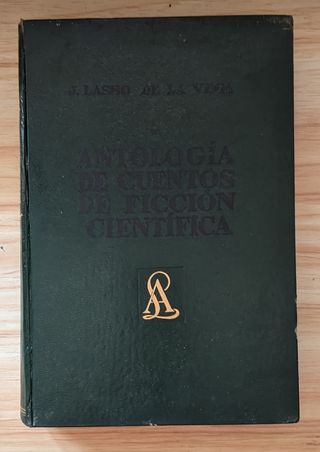 J. LASSO DE LA VEGA
ANTOLOGÍA
DE CUENTOS
DE FICCIÓN
CIENTÍFICA